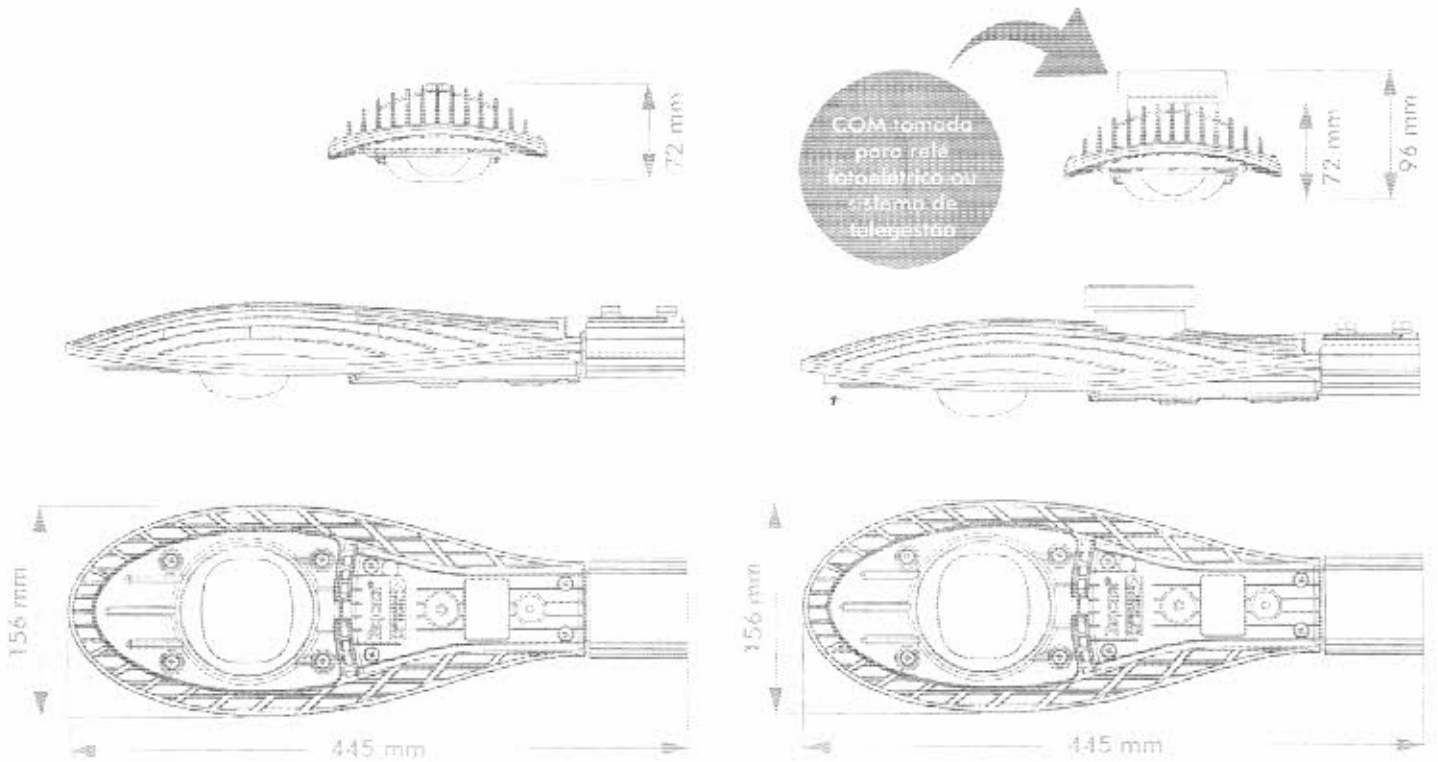 72 mm
COM tomada
para relé
fotoelétrico ou
sistema de
telegestão
72 mm
96 mm
156 mm
445 mm
156 mm
445 mm